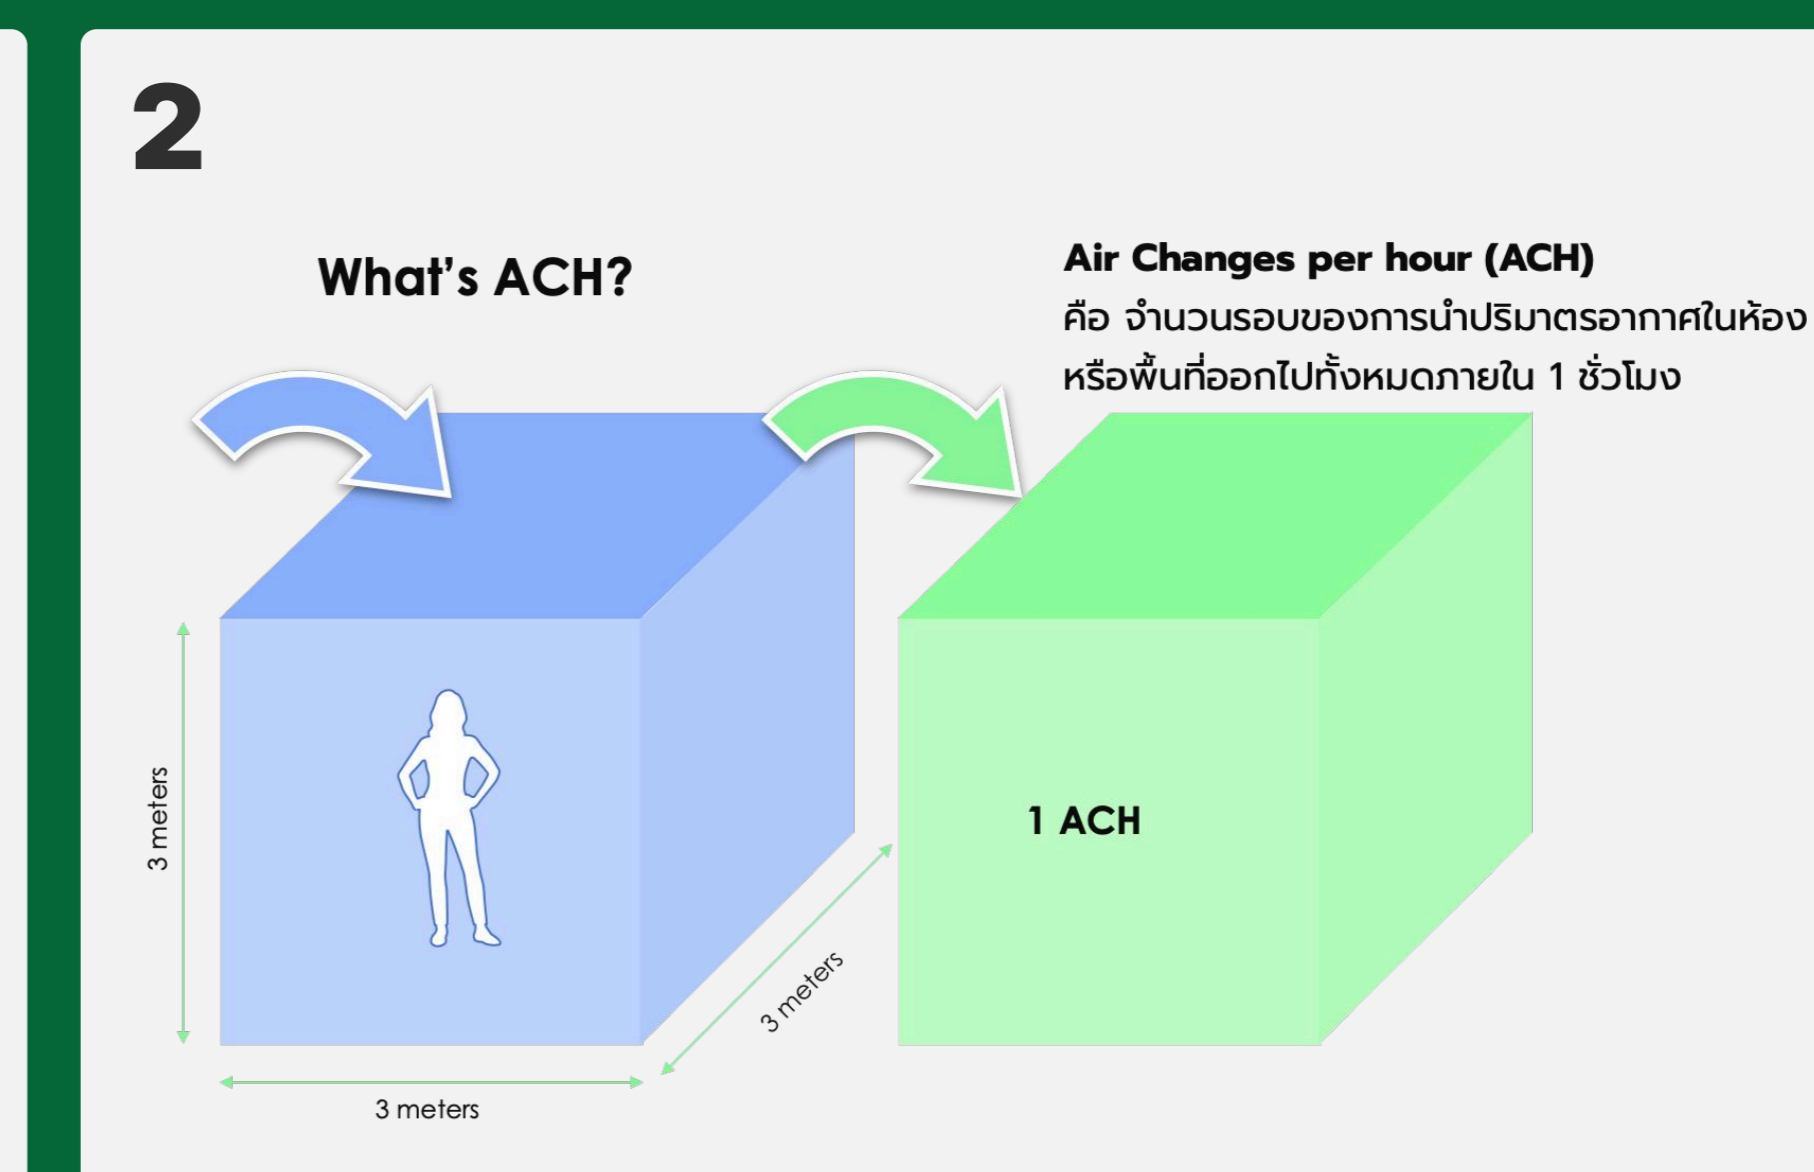 2
What's ACH?
Air Changes per hour (ACH)
คือ จำนวนรอบของการนำปริมาตรอากาศในห้อง
หรือพื้นที่ออกไปทั้งหมดภายใน 1 ชั่วโมง
3 meters
1 ACH
3 meters
3 meters